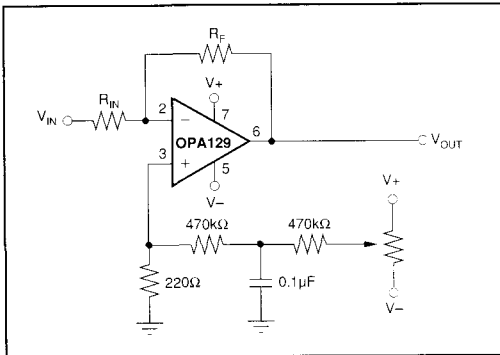 R_F
V+
R_IN
V_IN
2
−
7
OPA129
6
V_OUT
3
+
5
V−
470kΩ
470kΩ
V+
220Ω
0.1µF
V−